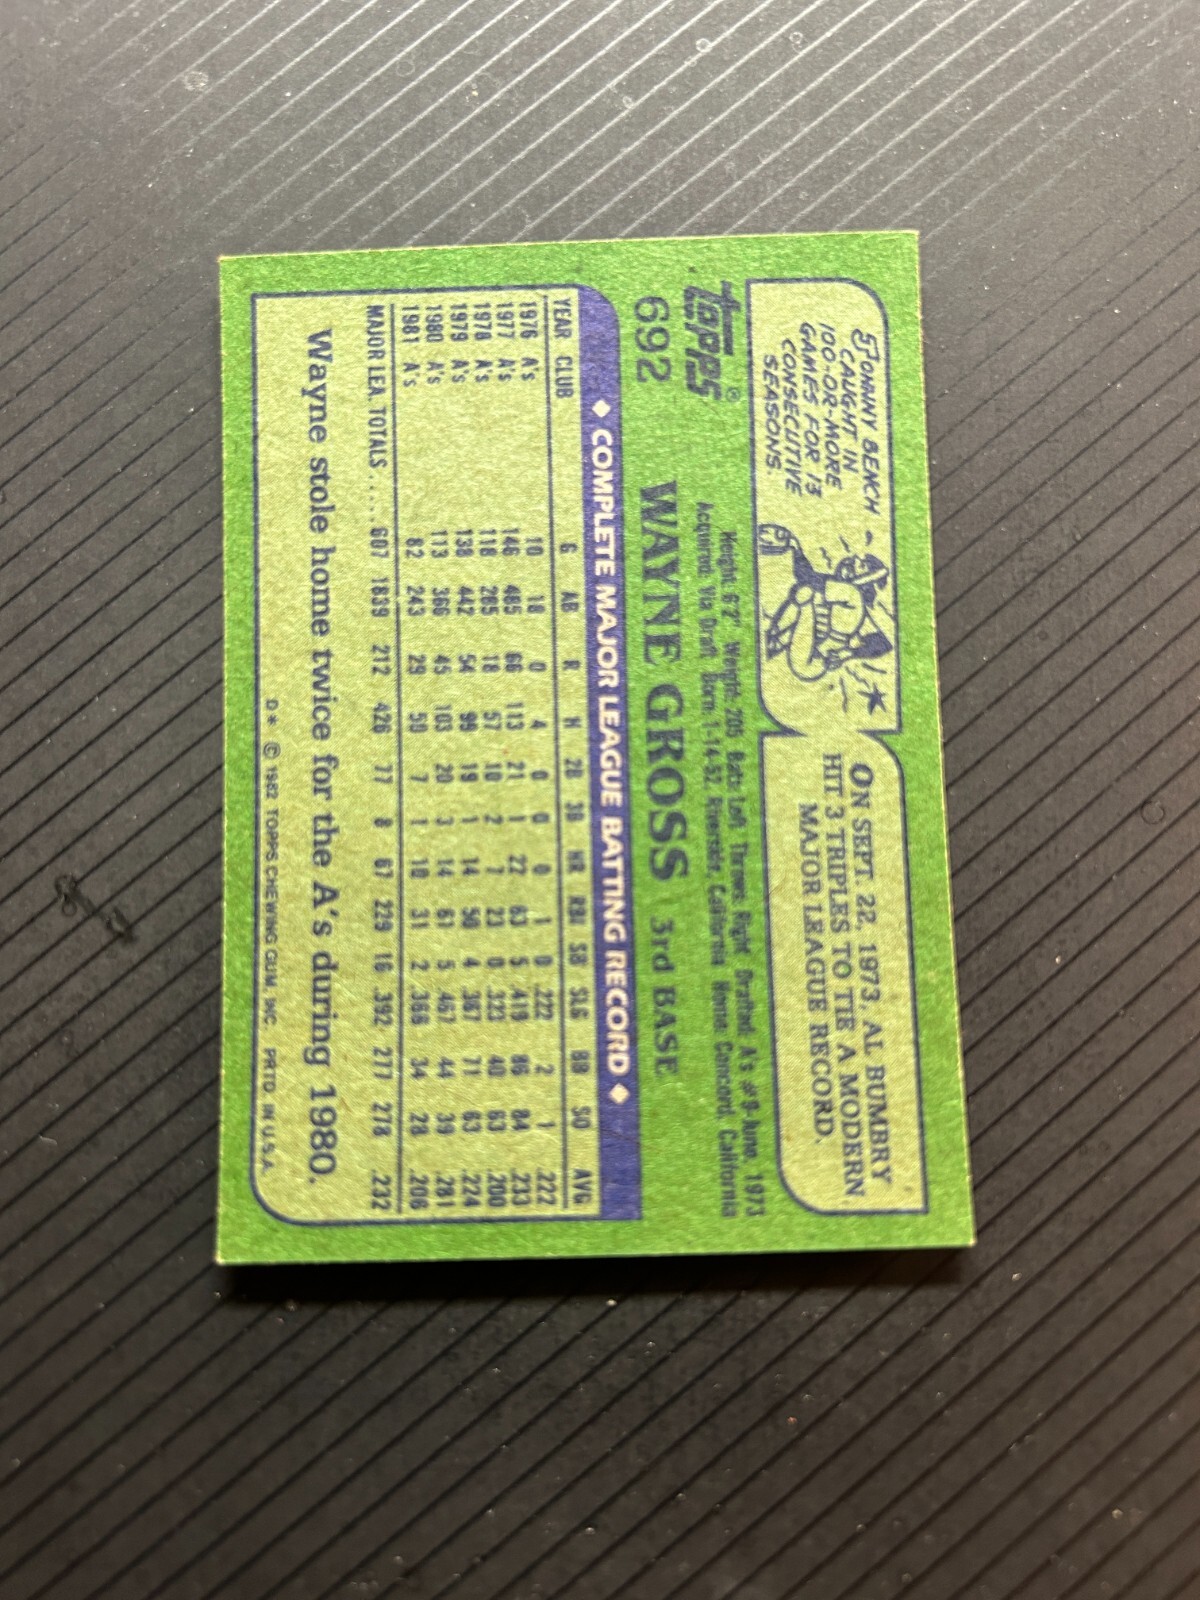 JOHNNY BENCH
CAUGHT IN
100-OR-MORE
GAMES FOR 13
CONSECUTIVE
SEASONS.
ON SEPT. 22, 1973, AL BUMBRY
HIT 3 TRIPLES TO TIE A MODERN
MAJOR LEAGUE RECORD.
topps®
692
Height: 6'2" Weight: 205 Bats: Left Throws: Right Drafted A's #9-June, 1973
Acquired: Via Draft Born: 1-14-52, Riverside, California Home: Concord, California
WAYNE GROSS 3rd BASE
◆ COMPLETE MAJOR LEAGUE BATTING RECORD ◆
YEAR CLUB G AB R H 2B 3B HR RBI SB SLG BB SO AVG
1976 A's 10 18 0 4 0 0 0 1 0 .222 2 1 .222
1977 A's 146 485 66 113 21 1 22 63 5 .419 86 84 .233
1978 A's 118 285 18 57 10 2 7 23 0 .323 40 63 .200
1979 A's 138 442 54 99 19 1 14 50 4 .367 71 63 .224
1980 A's 113 366 45 103 20 3 14 61 5 .467 44 39 .281
1981 A's 82 243 29 50 7 1 10 31 2 .366 34 28 .206
MAJOR LEA. TOTALS.... 607 1839 212 426 77 8 67 229 16 .392 277 278 .232
Wayne stole home twice for the A's during 1980.
D* © 1982 TOPPS CHEWING GUM, INC. PRTD. IN U.S.A.